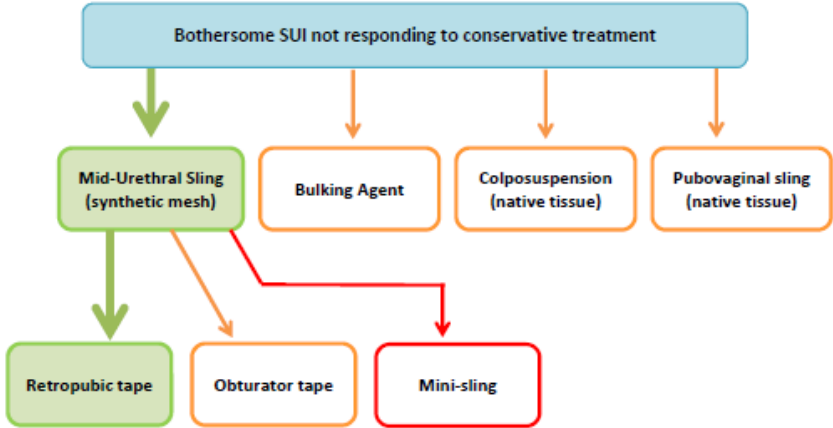 Bothersome SUI not responding to conservative treatment
Mid-Urethral Sling
(synthetic mesh)
Bulking Agent
Colposuspension
(native tissue)
Pubovaginal sling
(native tissue)
Retropubic tape
Obturator tape
Mini-sling